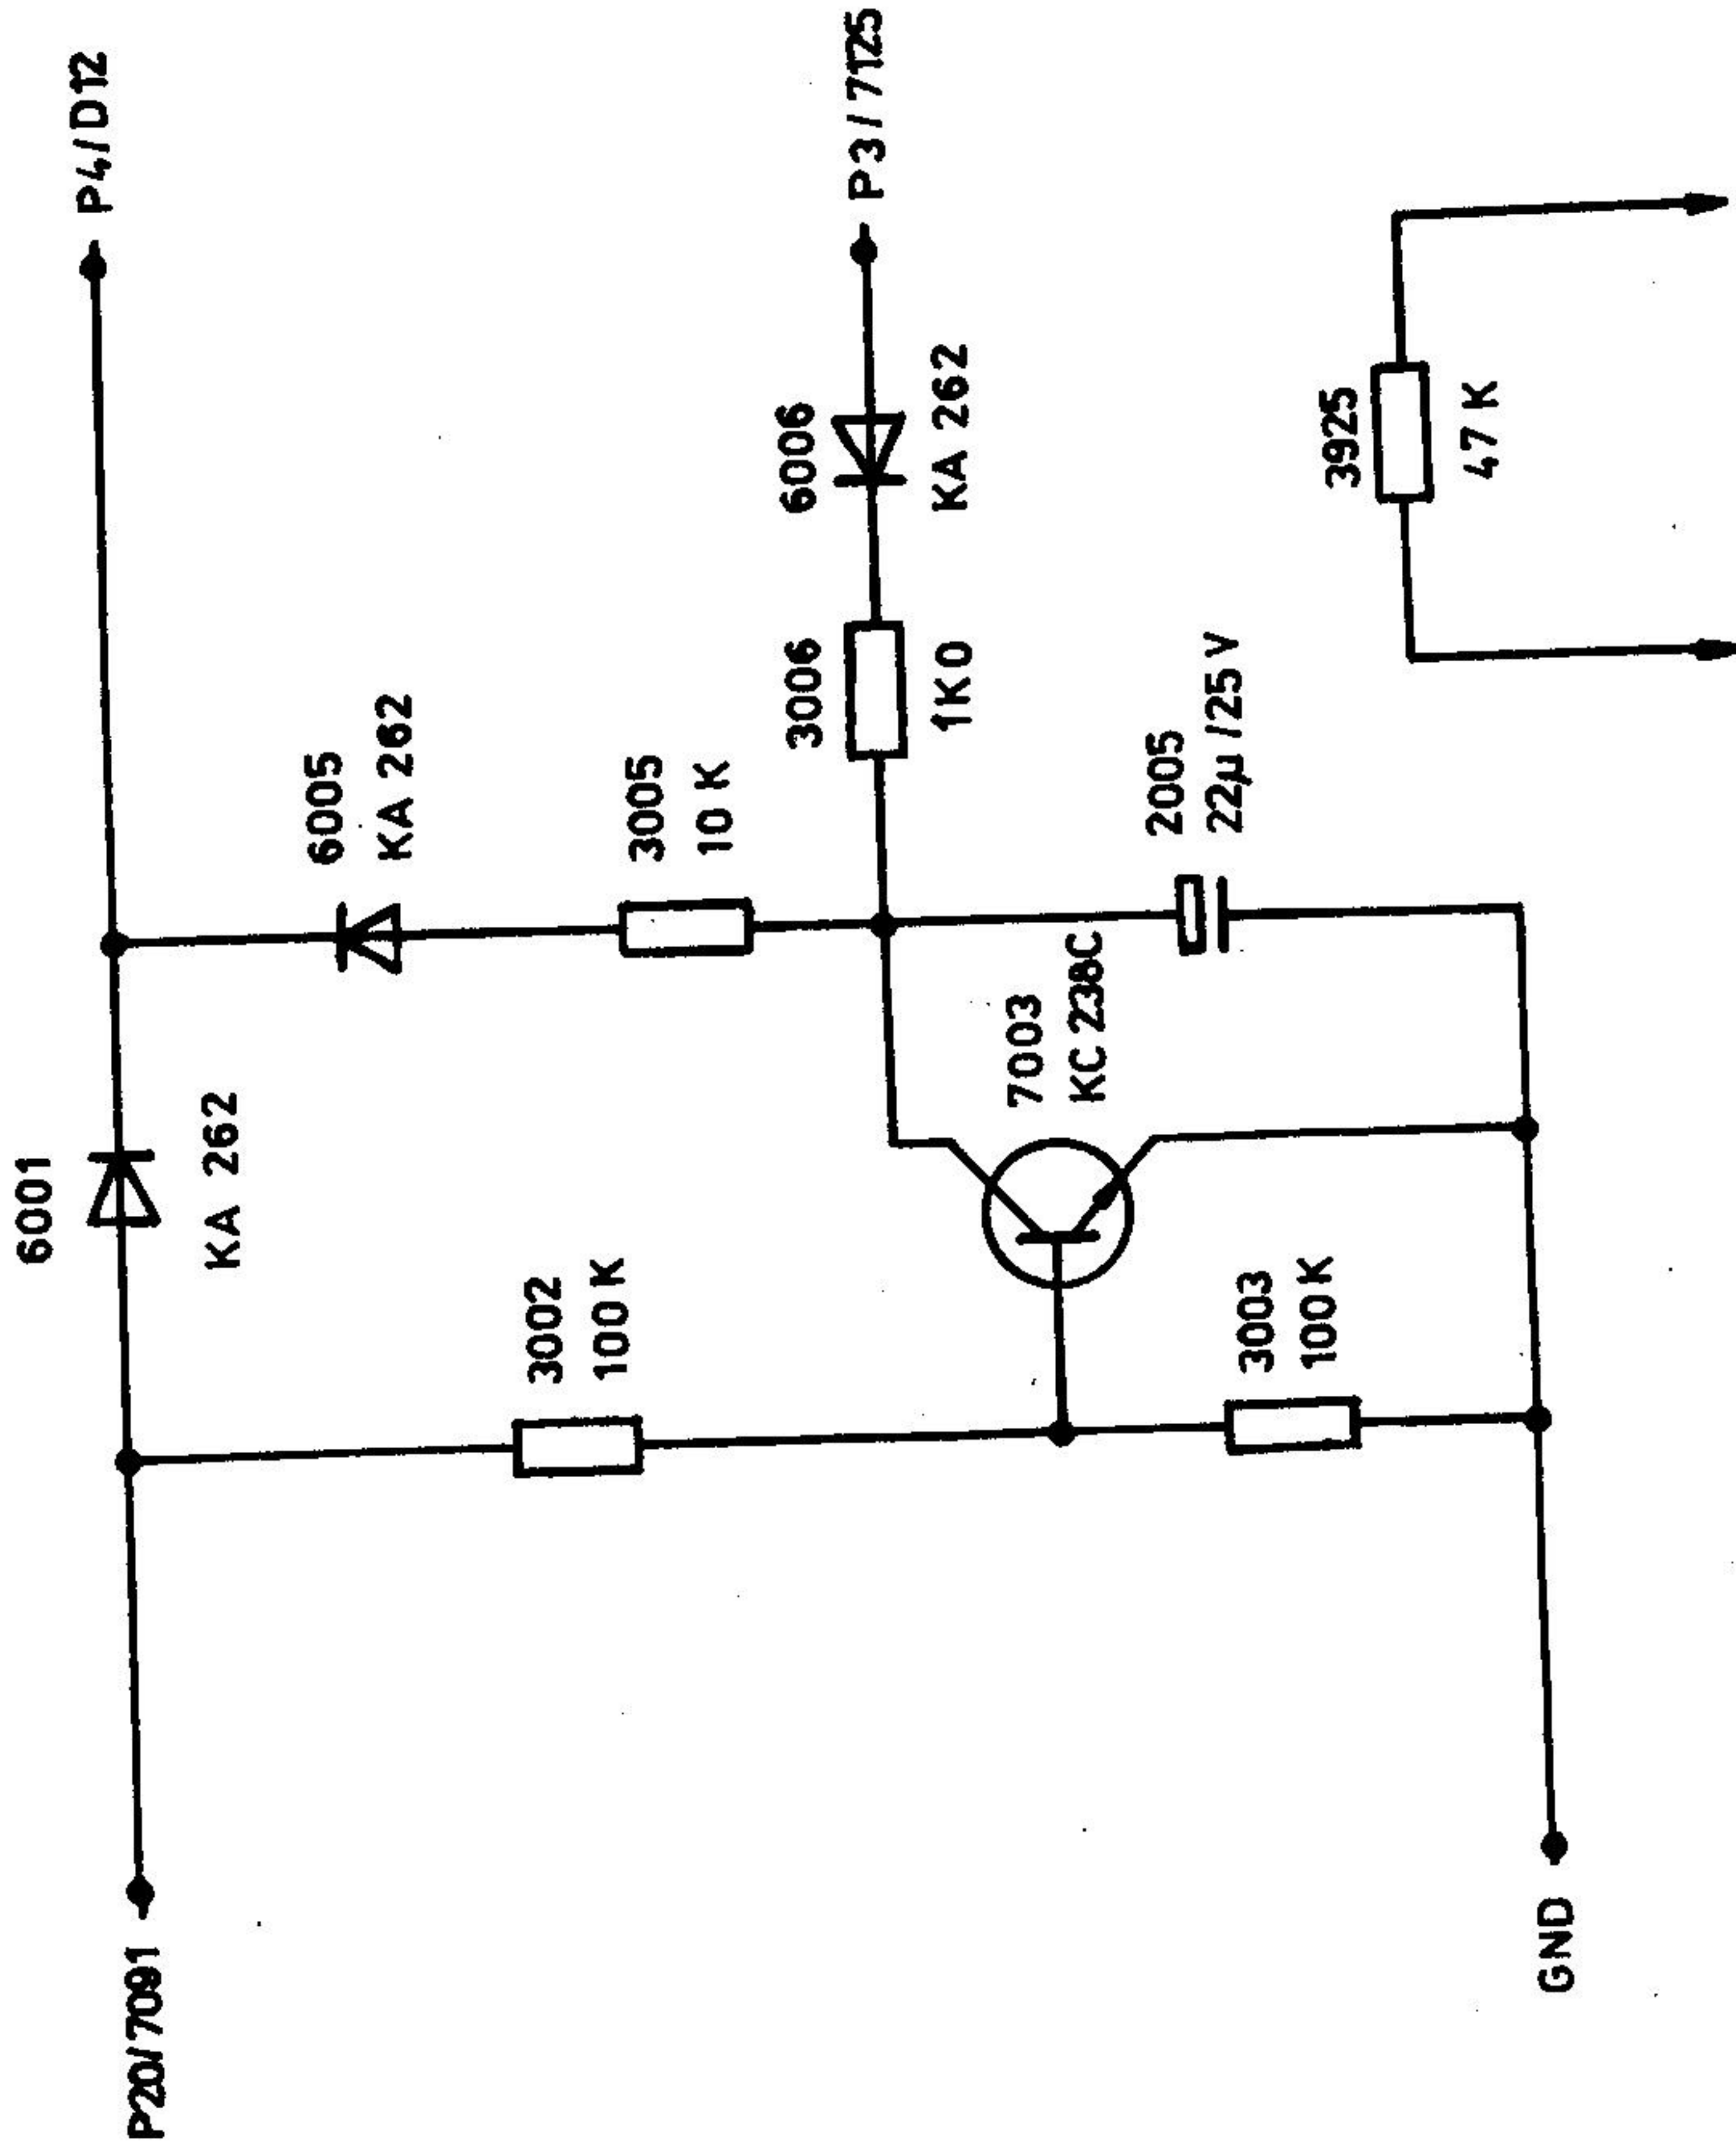 6001
KA 262
P20/7091
P4/D12
6005
KA 262
3002
100 K
3005
10 K
3006
1K0
6006
KA 262
P3/7125
7003
KC 238C
3003
100 K
2005
22µ/25V
3925
47 K
GND